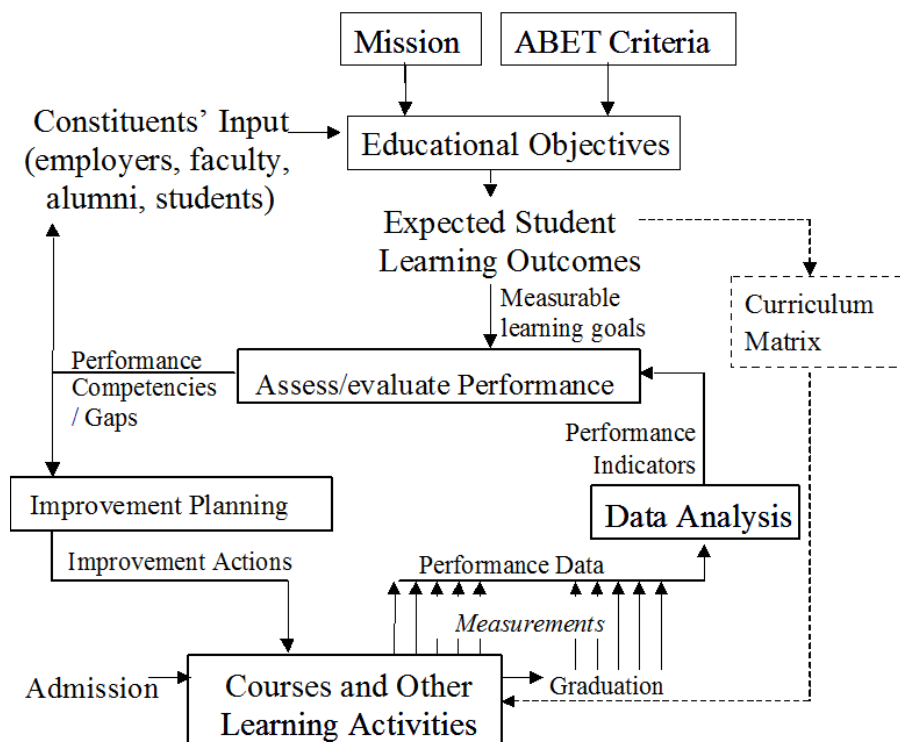 Mission
ABET Criteria
Constituents’ Input
(employers, faculty,
alumni, students)
Educational Objectives
Expected Student
Learning Outcomes
Measurable
learning goals
Curriculum
Matrix
Performance
Competencies
/ Gaps
Assess/evaluate Performance
Performance
Indicators
Improvement Planning
Data Analysis
Improvement Actions
Performance Data
Measurements
Admission
Courses and Other
Learning Activities
Graduation